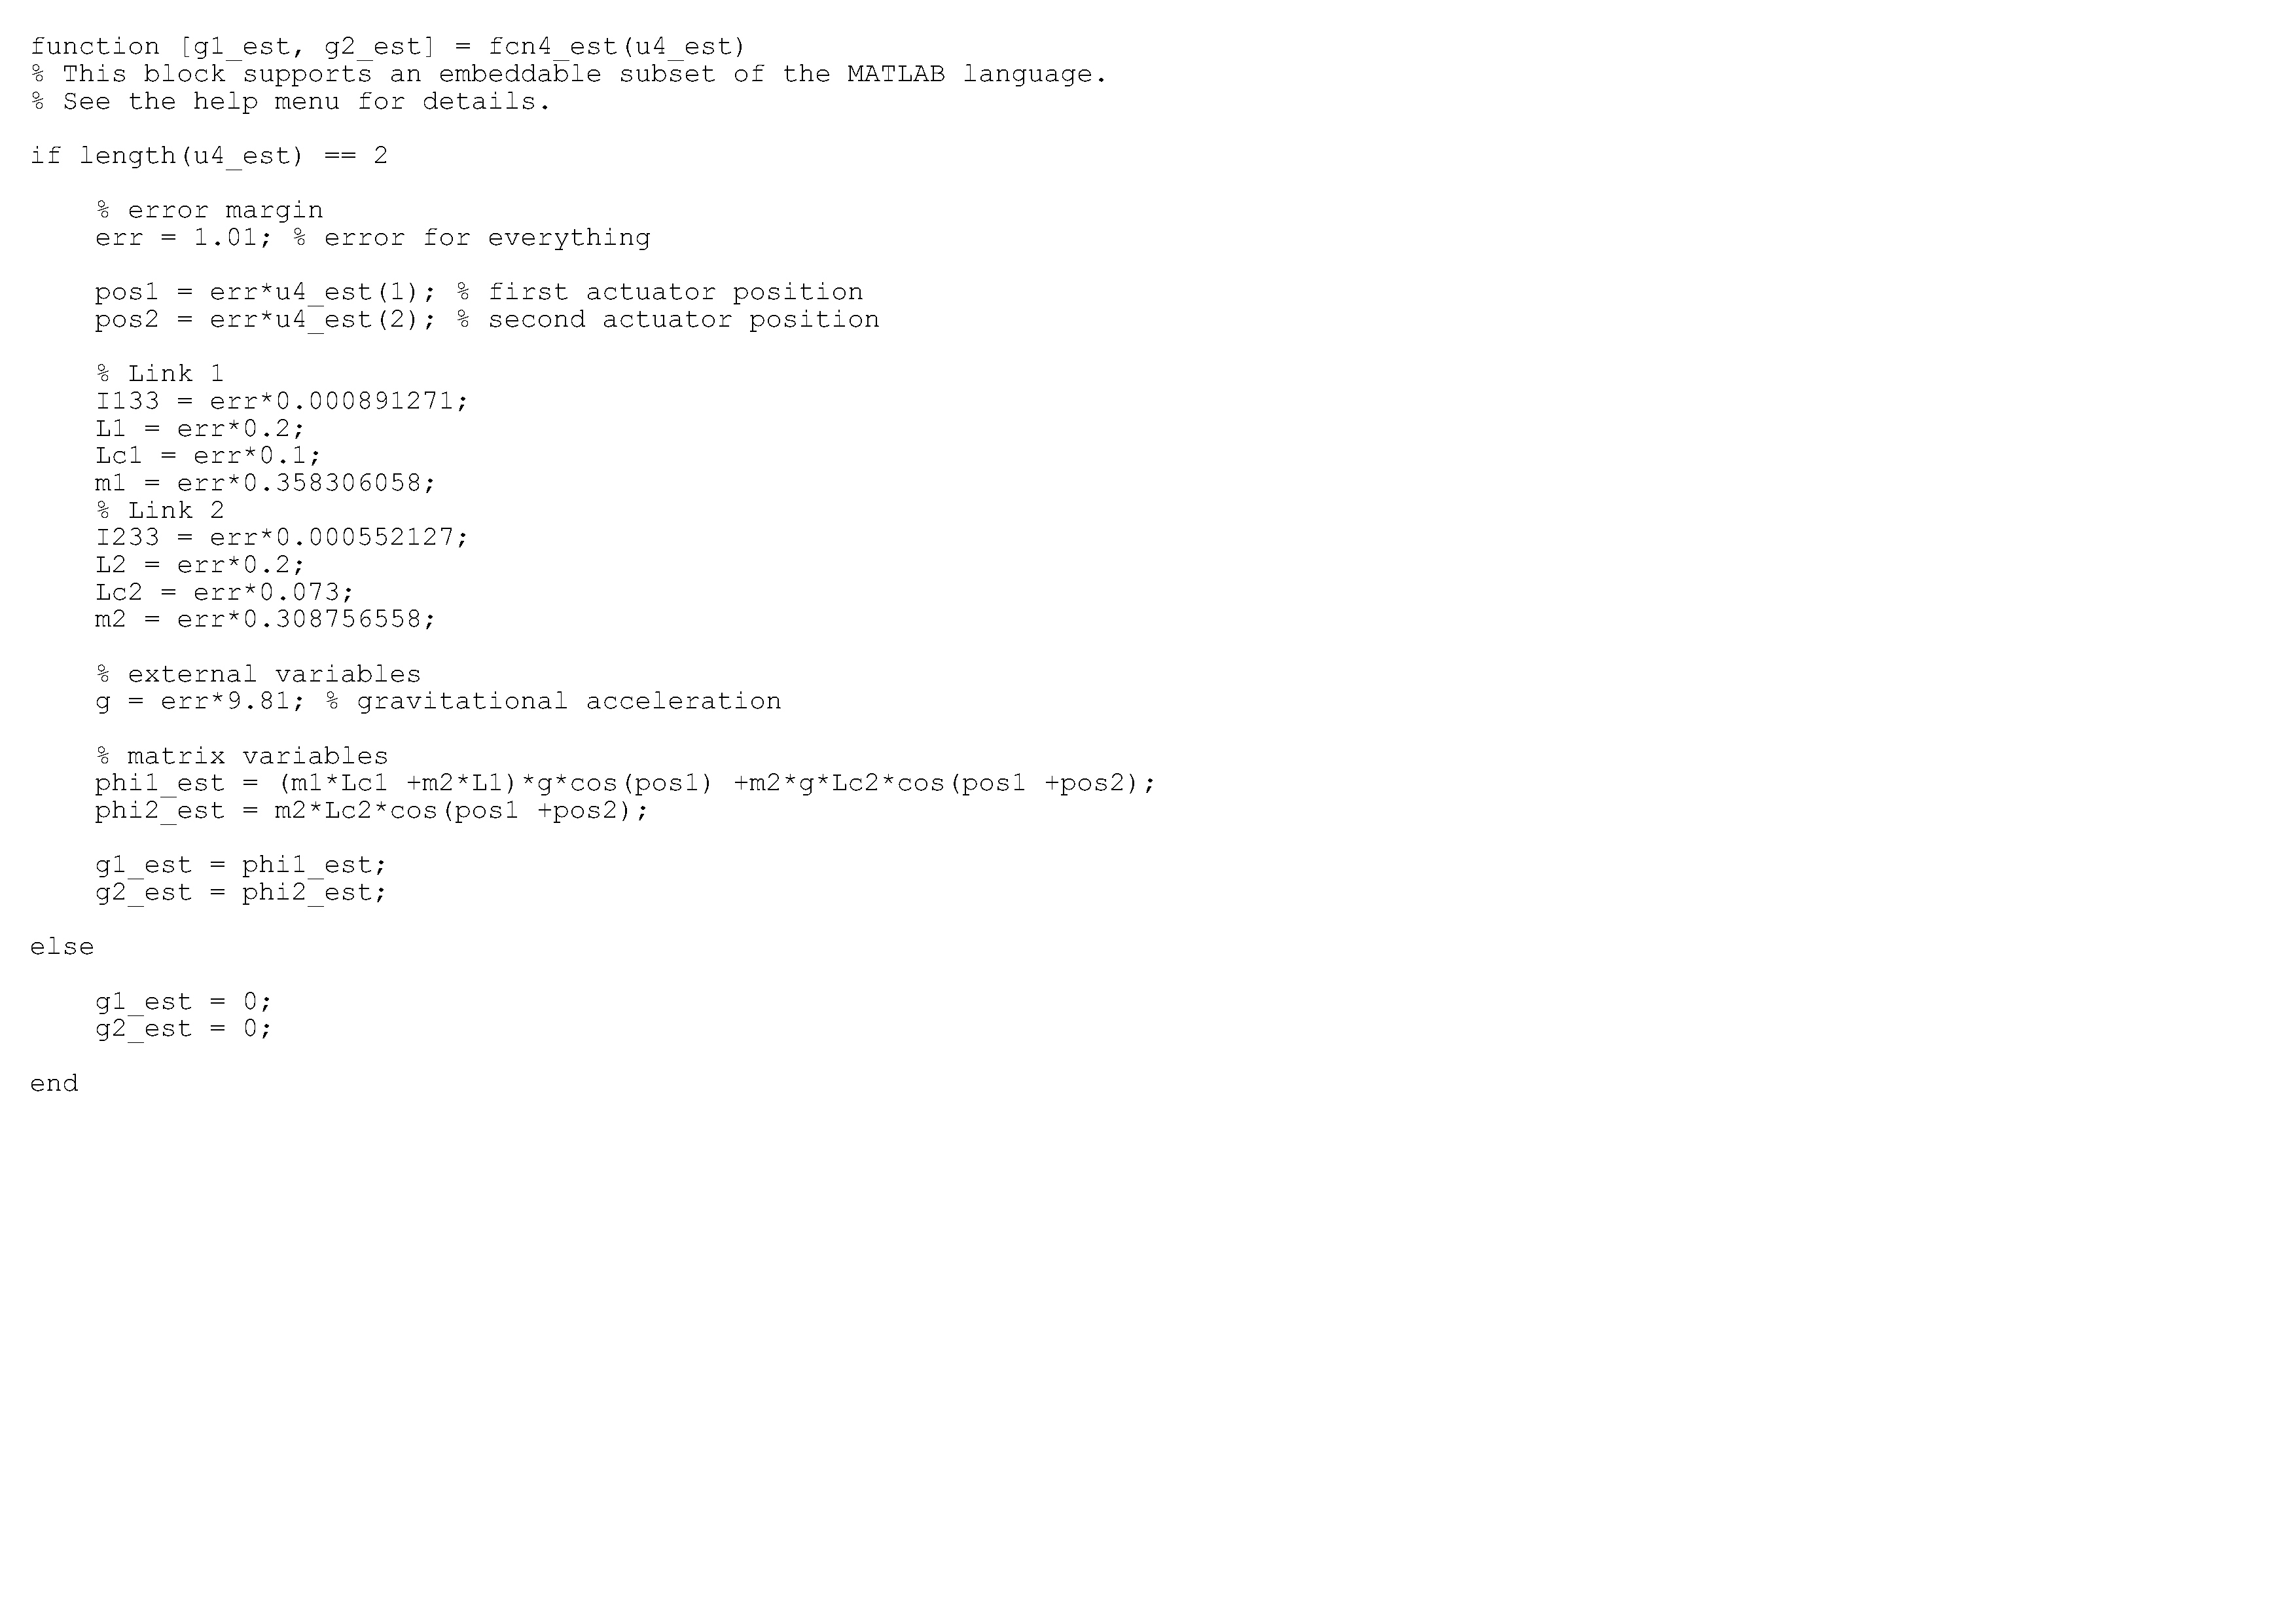 function [g1_est, g2_est] = fcn4_est(u4_est)
% This block supports an embeddable subset of the MATLAB language.
% See the help menu for details.

if length(u4_est) == 2

    % error margin
    err = 1.01; % error for everything

    pos1 = err*u4_est(1); % first actuator position
    pos2 = err*u4_est(2); % second actuator position

    % Link 1
    I133 = err*0.000891271;
    L1 = err*0.2;
    Lc1 = err*0.1;
    m1 = err*0.358306058;
    % Link 2
    I233 = err*0.000552127;
    L2 = err*0.2;
    Lc2 = err*0.073;
    m2 = err*0.308756558;

    % external variables
    g = err*9.81; % gravitational acceleration

    % matrix variables
    phi1_est = (m1*Lc1 +m2*L1)*g*cos(pos1) +m2*g*Lc2*cos(pos1 +pos2);
    phi2_est = m2*Lc2*cos(pos1 +pos2);

    g1_est = phi1_est;
    g2_est = phi2_est;

else

    g1_est = 0;
    g2_est = 0;

end